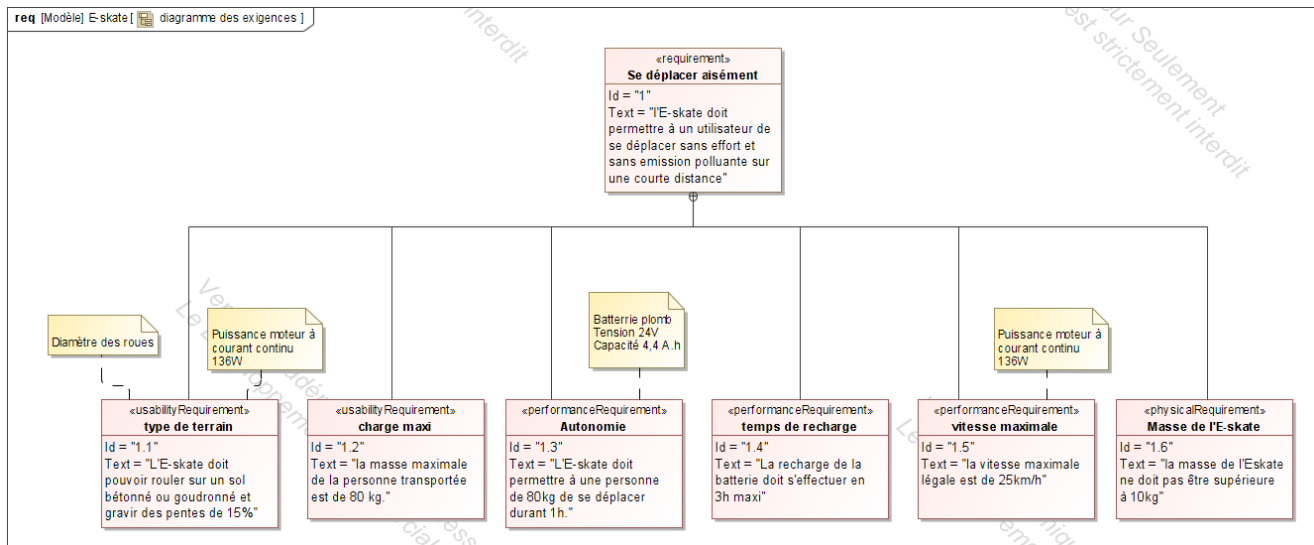 req [Modèle] E-skate [ diagramme des exigences ]
«requirement»
Se déplacer aisément
Id = "1"
Text = "l'E-skate doit
permettre à un utilisateur de
se déplacer sans effort et
sans emission polluante sur
une courte distance"
Diamètre des roues
Puissance moteur à
courant continu
136W
Batterrie plomb
Tension 24V
Capacité 4,4 A.h
Puissance moteur à
courant continu
136W
«usabilityRequirement»
type de terrain
Id = "1.1"
Text = "L'E-skate doit
pouvoir rouler sur un sol
bétonné ou goudronné et
gravir des pentes de 15%"
«usabilityRequirement»
charge maxi
Id = "1.2"
Text = "la masse maximale
de la personne transportée
est de 80 kg."
«performanceRequirement»
Autonomie
Id = "1.3"
Text = "L'E-skate doit
permettre à une personne
de 80kg de se déplacer
durant 1h."
«performanceRequirement»
temps de recharge
Id = "1.4"
Text = "La recharge de la
batterie doit s'effectuer en
3h maxi"
«performanceRequirement»
vitesse maximale
Id = "1.5"
Text = "la vitesse maximale
légale est de 25km/h"
«physicalRequirement»
Masse de l'E-skate
Id = "1.6"
Text = "la masse de l'Eskate
ne doit pas être supérieure
à 10kg"
interdit
eur Seulement
est strictement interdit